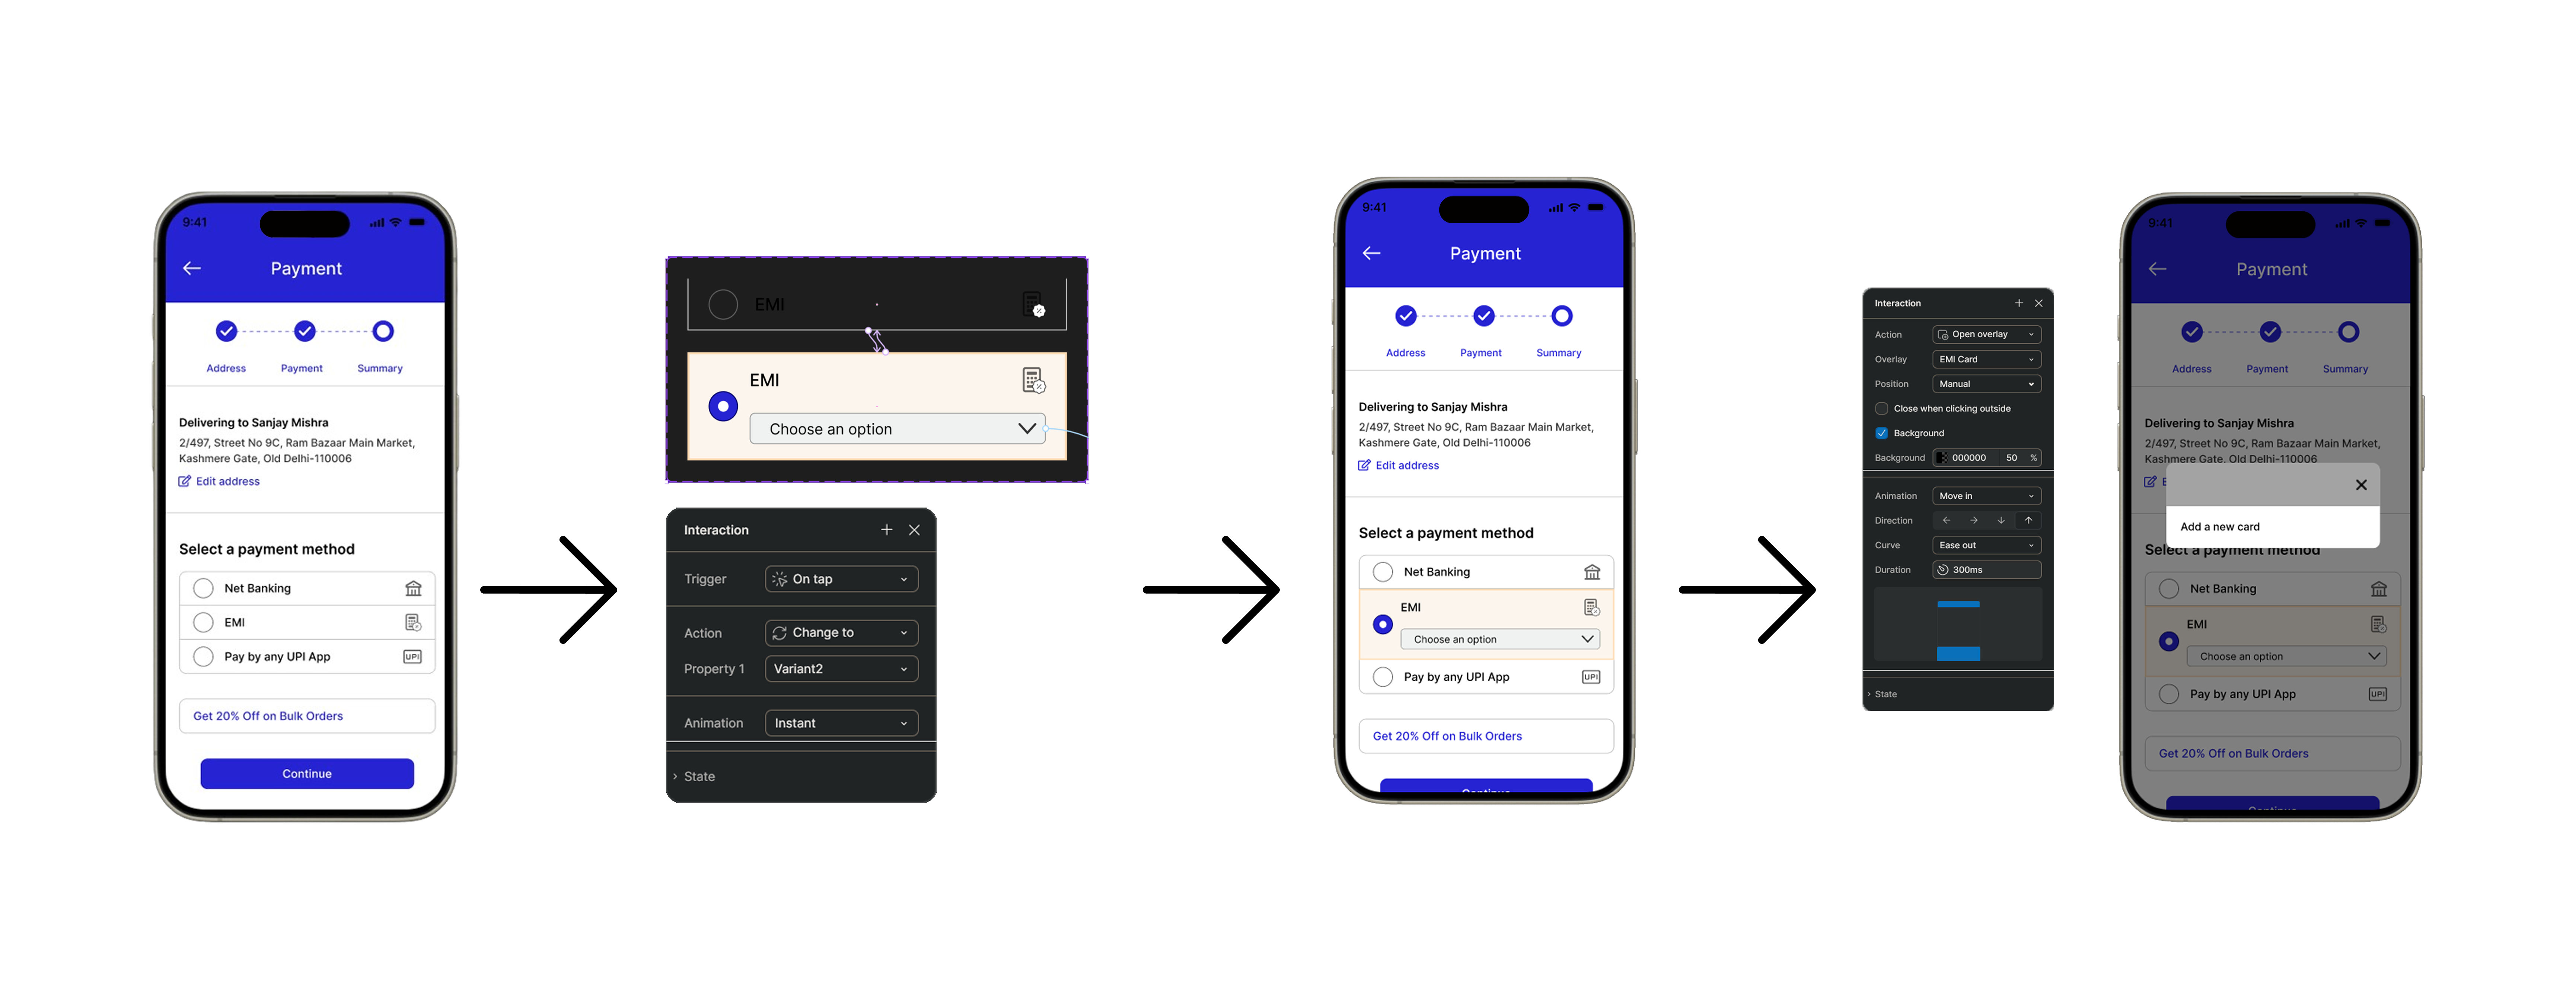 9:41
Payment
Address Payment Summary
Delivering to Sanjay Mishra
2/497, Street No 9C, Ram Bazaar Main Market,
Kashmere Gate, Old Delhi-110006
Edit address
Select a payment method
Net Banking
EMI
Pay by any UPI App UPI
Get 20% Off on Bulk Orders
Continue
EMI
EMI
Choose an option
Interaction
Trigger On tap
Action Change to
Property 1 Variant2
Animation Instant
State
9:41
Payment
Address Payment Summary
Delivering to Sanjay Mishra
2/497, Street No 9C, Ram Bazaar Main Market,
Kashmere Gate, Old Delhi-110006
Edit address
Select a payment method
Net Banking
EMI
Choose an option
Pay by any UPI App UPI
Get 20% Off on Bulk Orders
Continue
Interaction
Action Open overlay
Overlay EMI Card
Position Manual
Close when clicking outside
Background
Background 000000 50 %
Animation Move in
Direction
Curve Ease out
Duration 300ms
State
9:41
Payment
Address Payment Summary
Delivering to Sanjay Mishra
2/497, Street No 9C, Ram Bazaar Main Market,
Kashmere Gate, Old Delhi-110006
Add a new card
Select a payment method
Net Banking
EMI
Choose an option
Pay by any UPI App UPI
Get 20% Off on Bulk Orders
Continue